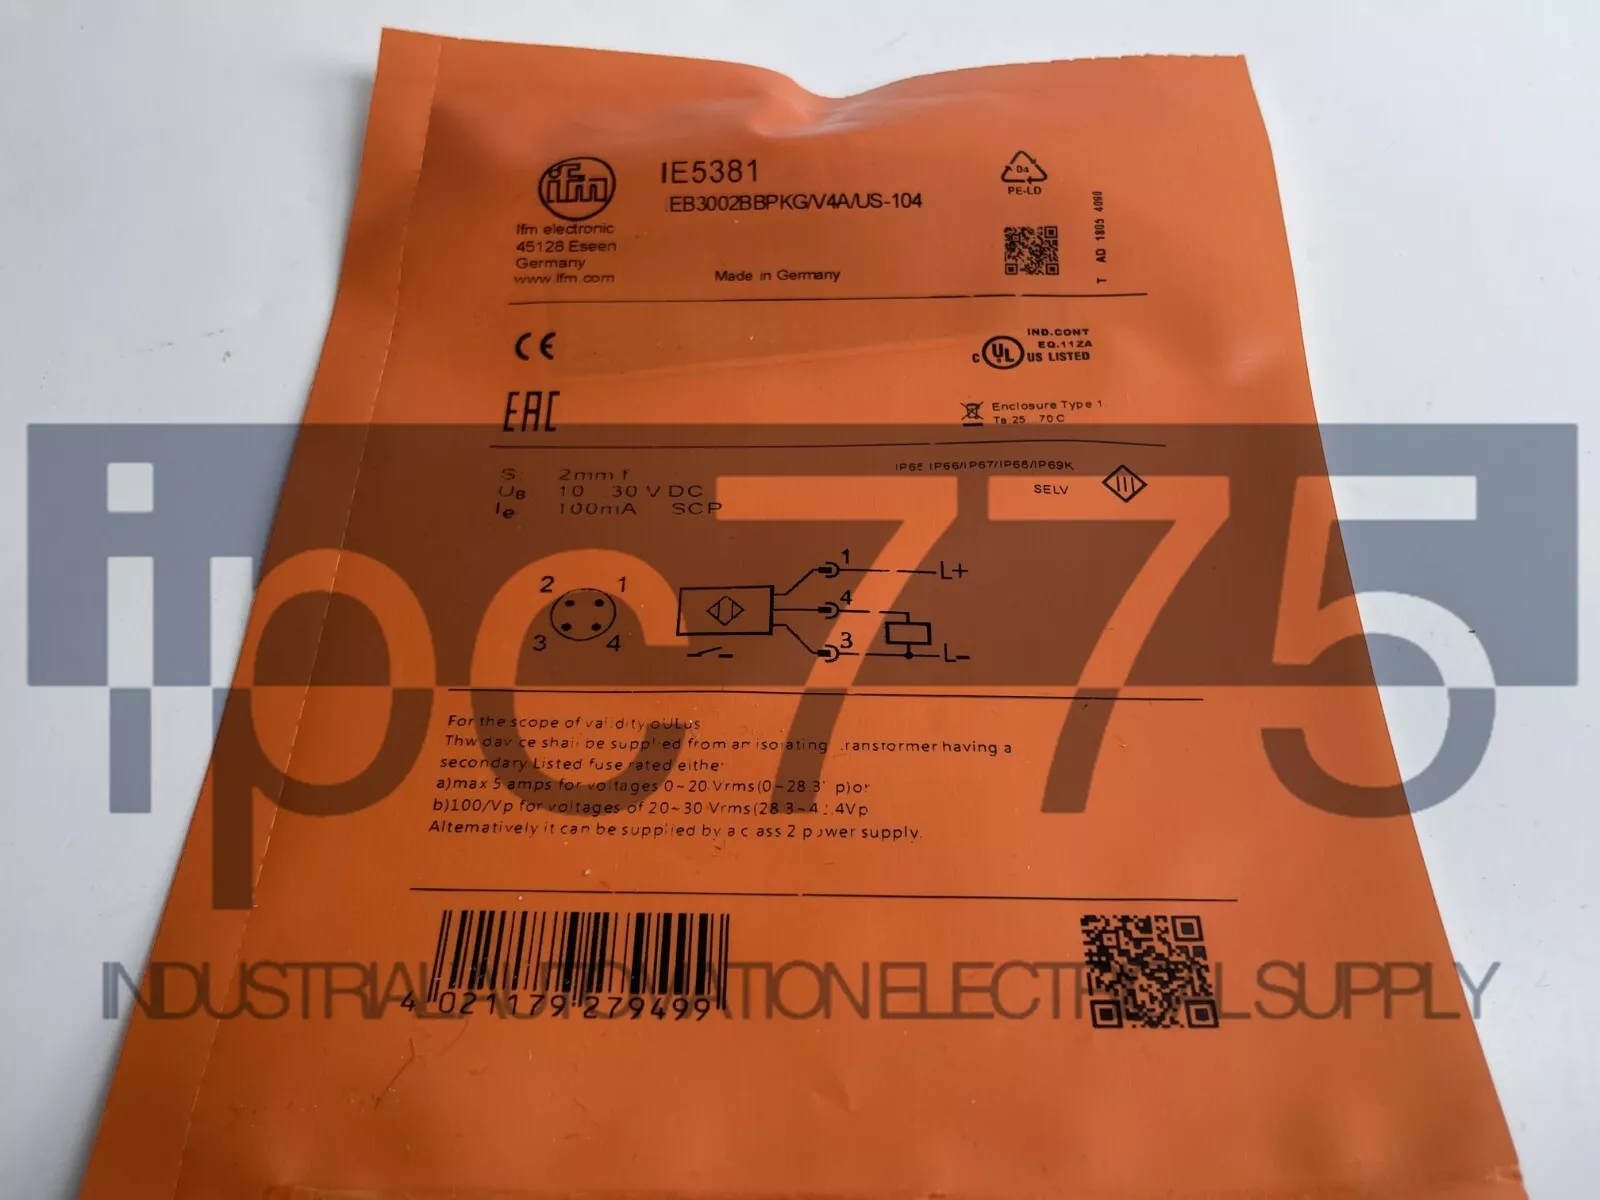 ifm
IE5381
EB3002BBPKG/V4A/US-104
04
PE-LD
T AD 1805 4090
Ifm electronic
45128 Eseen
Germany
www.Ifm.com
Made in Germany
CE
IND.CONT
EQ.11ZA
C UL US LISTED
EAC
Enclosure Type 1
Ta:25 70 C
S: 2mm f
UB 10 30 V DC
Ie 100mA SCP
IP65 IP66/IP67/IP68/IP69K
SELV
1 L+
2 1
4
3 4
3 L-
For the scope of validity
Thw device shall be supplied from an isolating transformer having a
secondary Listed fuse rated either
a)max 5 amps for voltages 0~20 Vrms(0~28.3 p)or
b)100/Vp for voltages of 20~30 Vrms(28.3~4 .4Vp
Altematively it can be supplied by a class 2 power supply.
4 021179 279499
ipc775
INDUSTRIAL AUTOMATION ELECTRICAL SUPPLY